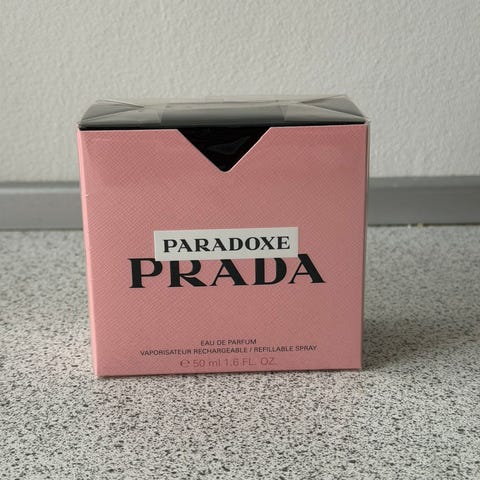 PARADOXE
PRADA
EAU DE PARFUM
VAPORISATEUR RECHARGEABLE / REFILLABLE SPRAY
℮ 50 ml 1.6 FL. OZ.